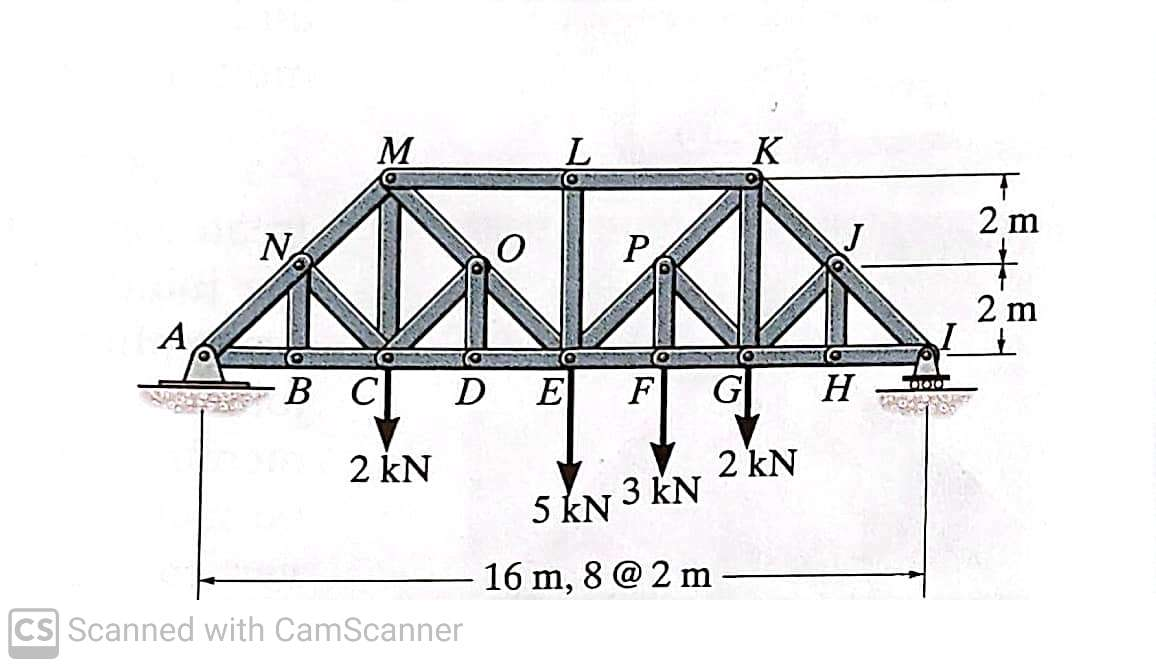 M L K
N O P J
2 m
A I
2 m
B C D E F G H
2 kN
2 kN
5 kN 3 kN
16 m, 8 @ 2 m
CS Scanned with CamScanner